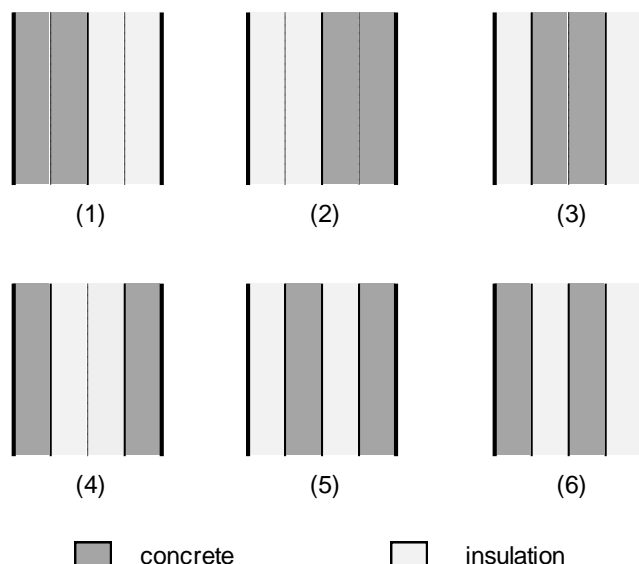 (1) (2) (3)
(4) (5) (6)
concrete insulation